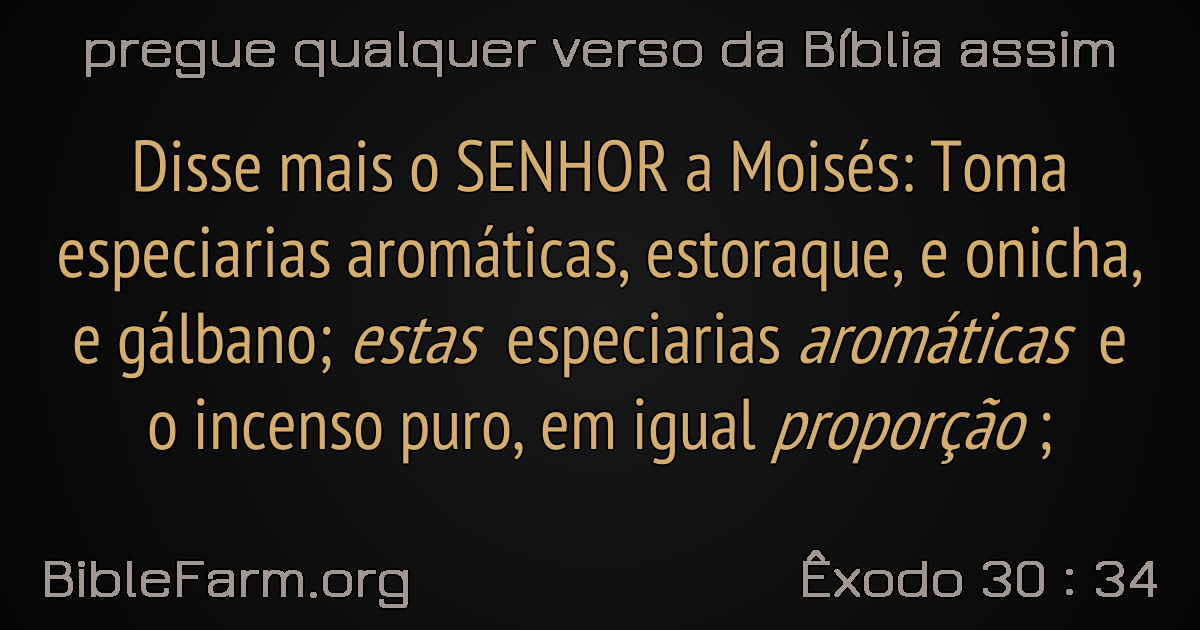 pregue qualquer verso da Bíblia assim
Disse mais o SENHOR a Moisés: Toma
especiarias aromáticas, estoraque, e onicha,
e gálbano; estas especiarias aromáticas e
o incenso puro, em igual proporção ;
BibleFarm.org
Êxodo 30 : 34